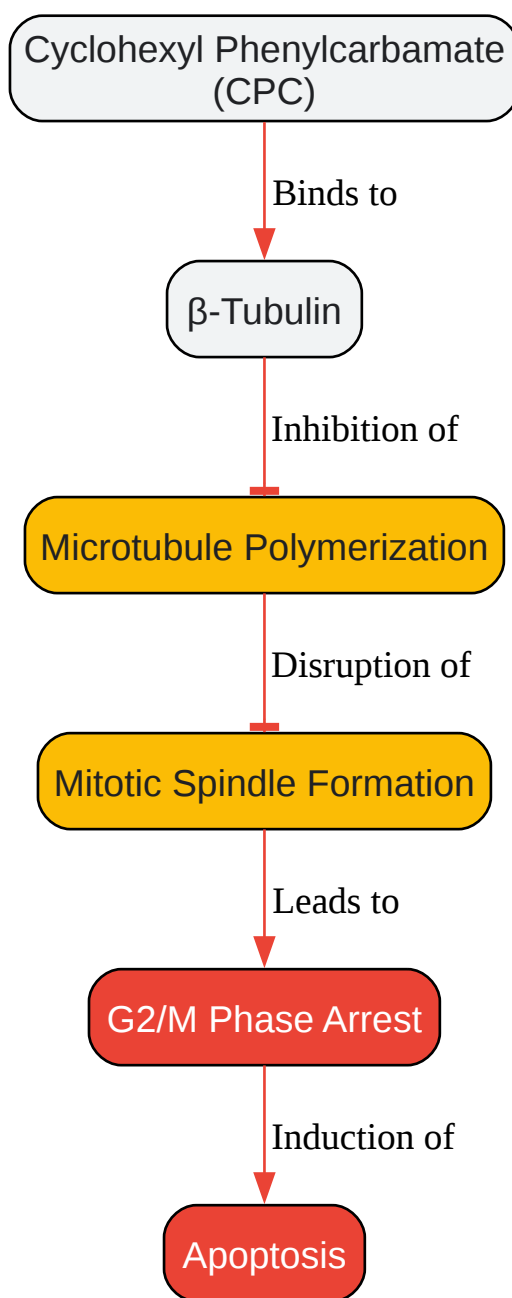 Cyclohexyl Phenylcarbamate
(CPC)
Binds to
β-Tubulin
Inhibition of
Microtubule Polymerization
Disruption of
Mitotic Spindle Formation
Leads to
G2/M Phase Arrest
Induction of
Apoptosis